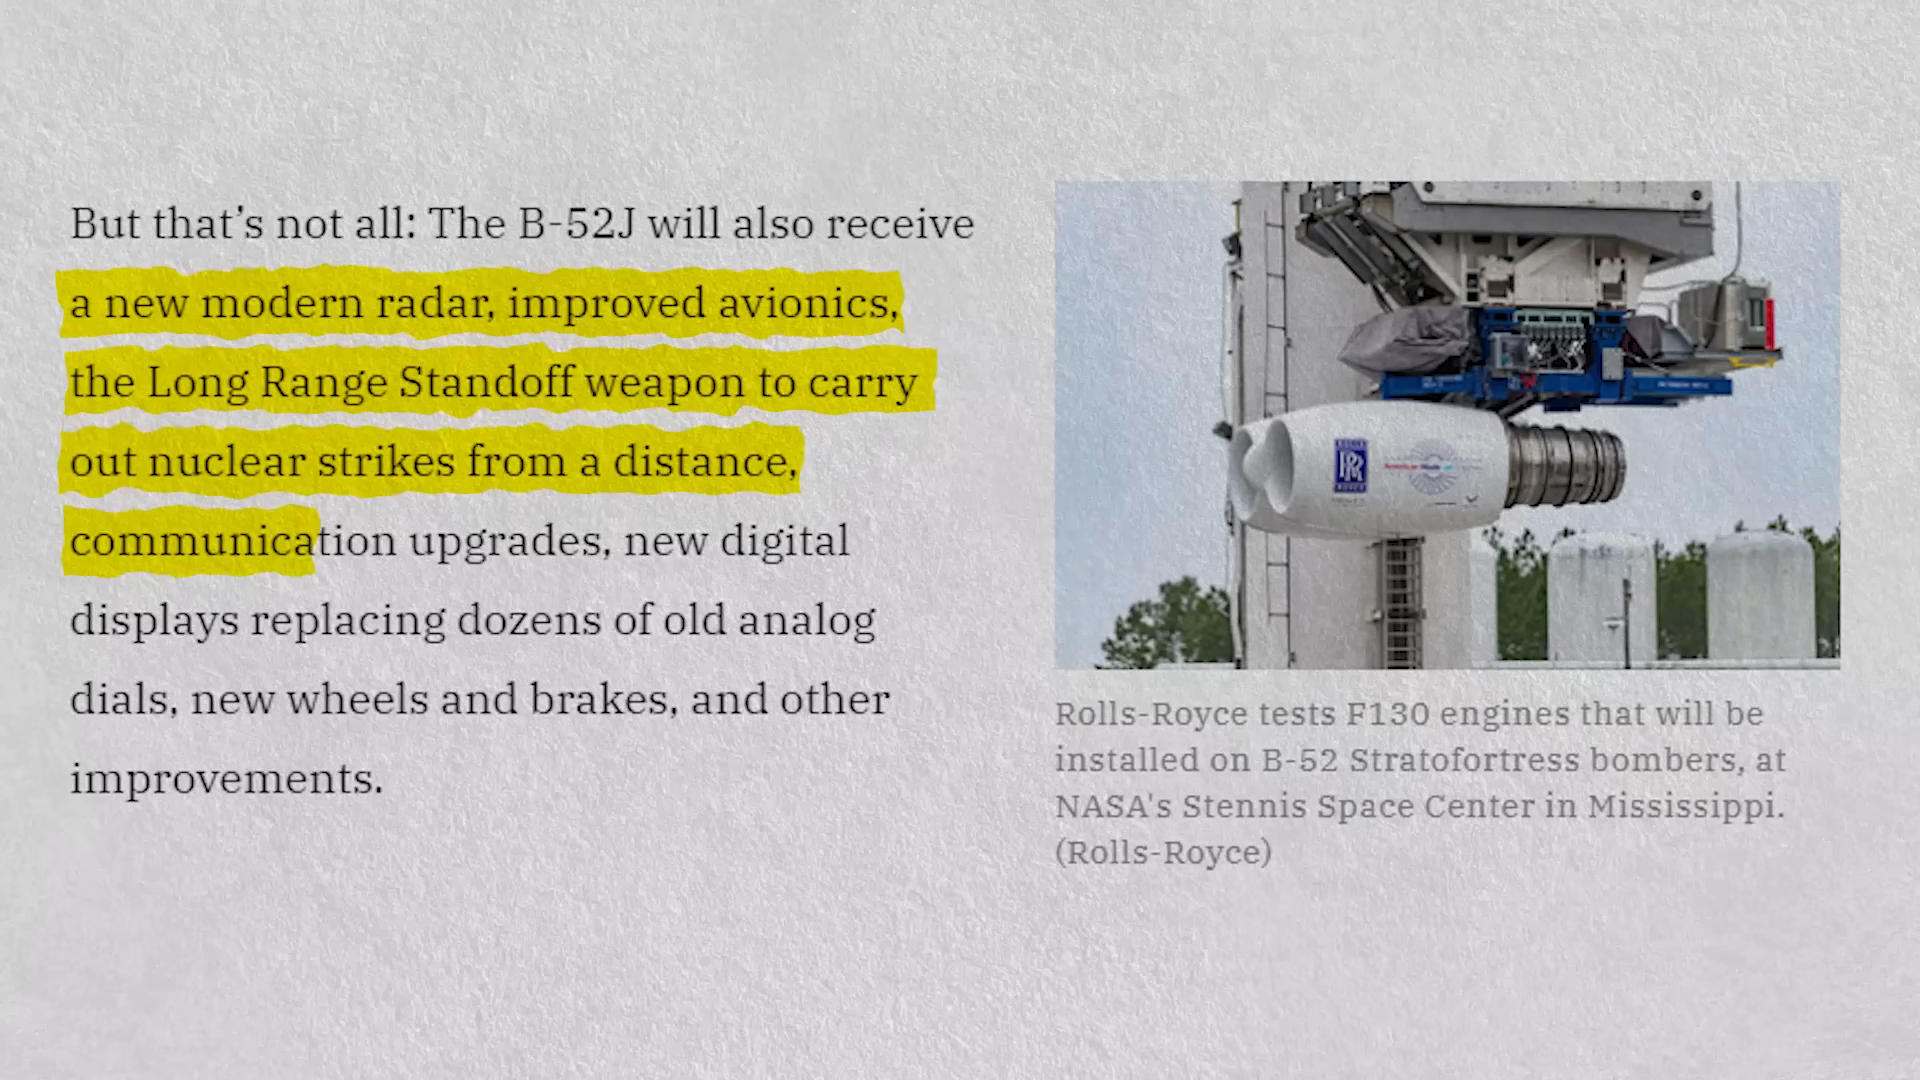 But that’s not all: The B-52J will also receive
a new modern radar, improved avionics,
the Long Range Standoff weapon to carry
out nuclear strikes from a distance,
communication upgrades, new digital
displays replacing dozens of old analog
dials, new wheels and brakes, and other
improvements.
Rolls-Royce tests F130 engines that will be
installed on B-52 Stratofortress bombers, at
NASA's Stennis Space Center in Mississippi.
(Rolls-Royce)